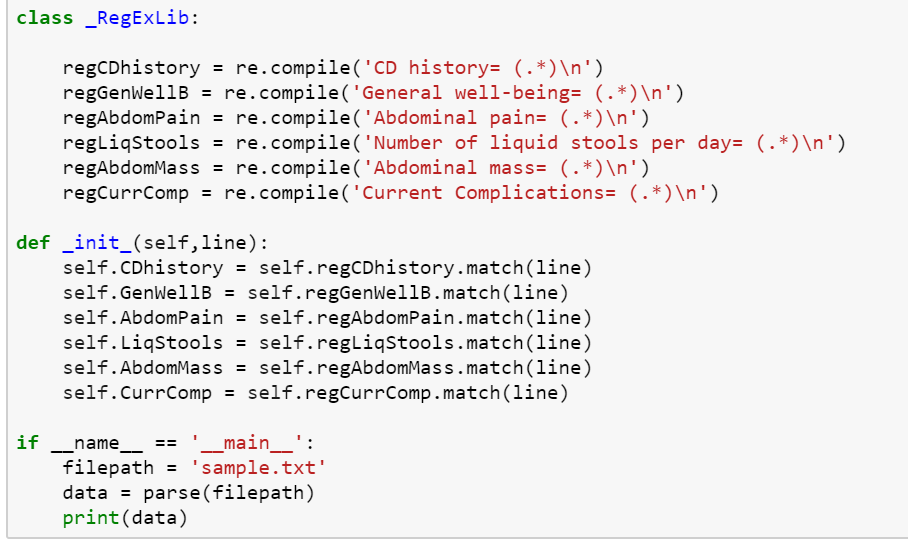 class _RegExLib:
    regCDhistory = re.compile('CD history= (.*)\n')
    regGenWellB = re.compile('General well-being= (.*)\n')
    regAbdomPain = re.compile('Abdominal pain= (.*)\n')
    regLiqStools = re.compile('Number of liquid stools per day= (.*)\n')
    regAbdomMass = re.compile('Abdominal mass= (.*)\n')
    regCurrComp = re.compile('Current Complications= (.*)\n')
def _init_(self,line):
    self.CDhistory = self.regCDhistory.match(line)
    self.GenWellB = self.regGenWellB.match(line)
    self.AbdomPain = self.regAbdomPain.match(line)
    self.LiqStools = self.regLiqStools.match(line)
    self.AbdomMass = self.regAbdomMass.match(line)
    self.CurrComp = self.regCurrComp.match(line)
if __name__ == '__main__':
    filepath = 'sample.txt'
    data = parse(filepath)
    print(data)